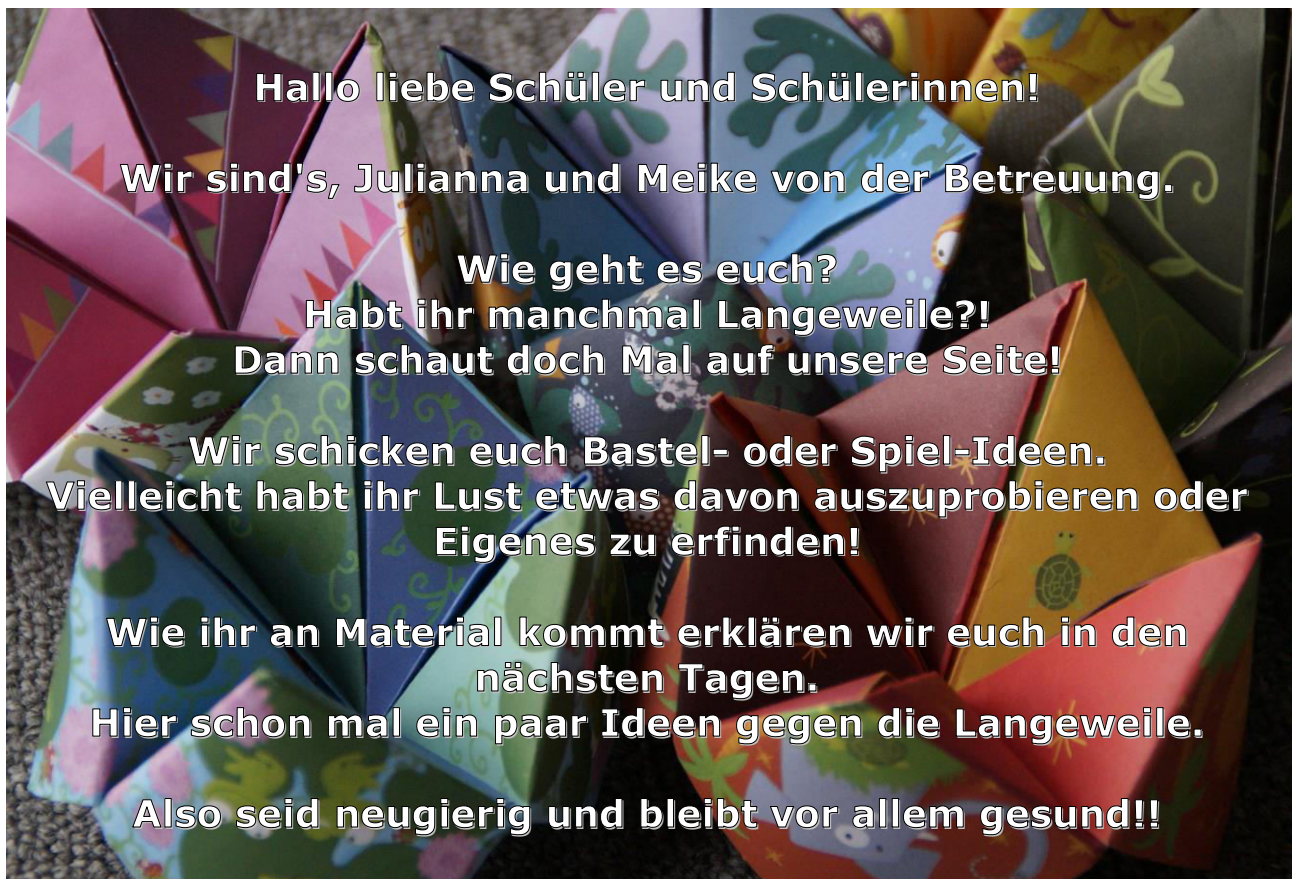 Hallo liebe Schüler und Schülerinnen!
Wir sind's, Julianna und Meike von der Betreuung.
Wie geht es euch?
Habt ihr manchmal Langeweile?!
Dann schaut doch Mal auf unsere Seite!
Wir schicken euch Bastel- oder Spiel-Ideen.
Vielleicht habt ihr Lust etwas davon auszuprobieren oder
Eigenes zu erfinden!
Wie ihr an Material kommt erklären wir euch in den
nächsten Tagen.
Hier schon mal ein paar Ideen gegen die Langeweile.
Also seid neugierig und bleibt vor allem gesund!!